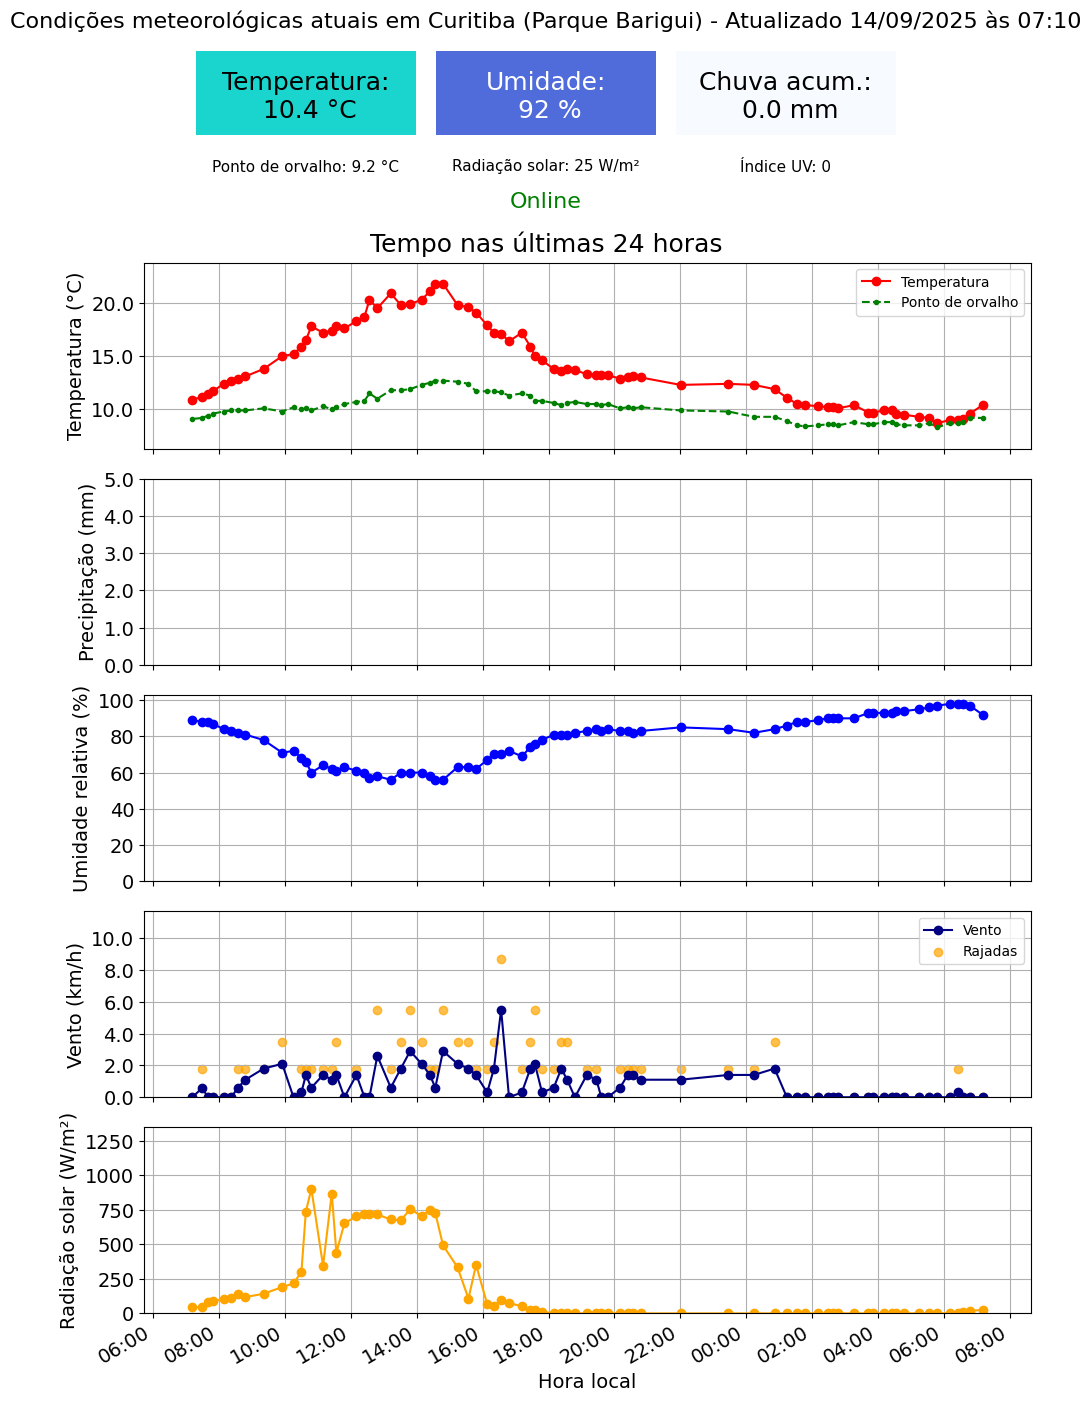 Condições meteorológicas atuais em Curitiba (Parque Barigui) - Atualizado 14/09/2025 às 07:10
Temperatura:
10.4 °C
Umidade:
92 %
Chuva acum.:
0.0 mm
Ponto de orvalho: 9.2 °C
Radiação solar: 25 W/m²
Índice UV: 0
Online
Tempo nas últimas 24 horas
Temperatura (°C)
20.0
15.0
10.0
Temperatura
Ponto de orvalho
Precipitação (mm)
5.0
4.0
3.0
2.0
1.0
0.0
Umidade relativa (%)
100
80
60
40
20
0
Vento (km/h)
10.0
8.0
6.0
4.0
2.0
0.0
Vento
Rajadas
Radiação solar (W/m²)
1250
1000
750
500
250
0
06:00 08:00 10:00 12:00 14:00 16:00 18:00 20:00 22:00 00:00 02:00 04:00 06:00 08:00
Hora local